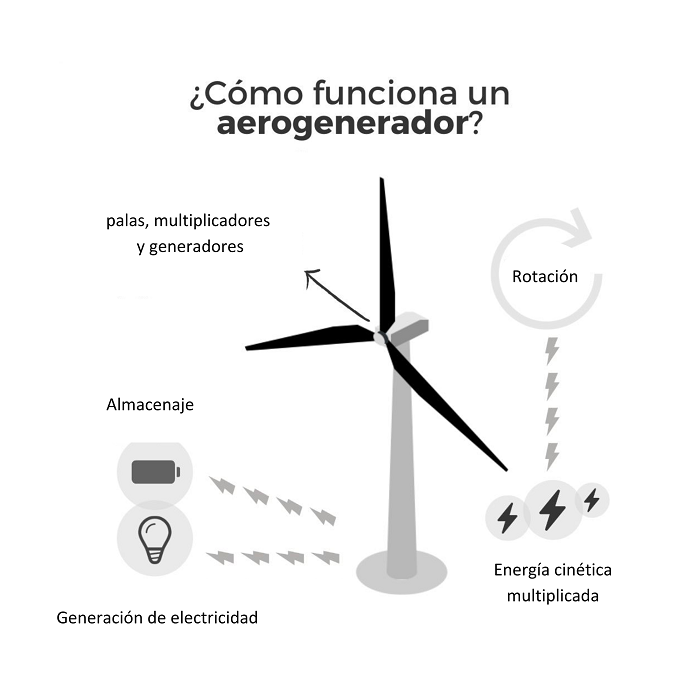 ¿Cómo funciona un
aerogenerador?
palas, multiplicadores
y generadores
Rotación
Almacenaje
Energía cinética
multiplicada
Generación de electricidad